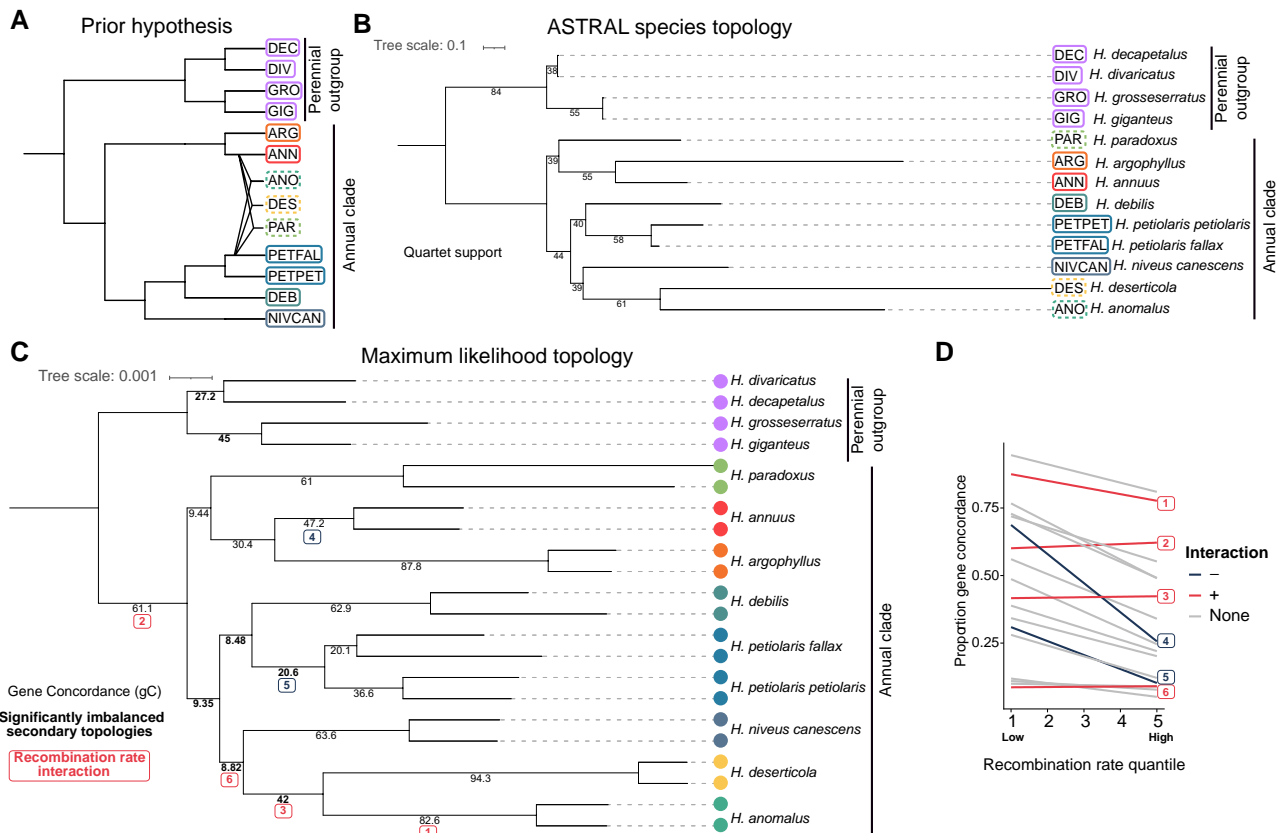 A
Prior hypothesis
DEC
DIV
GRO
GIG
ARG
ANN
ANO
DES
PAR
PETFAL
PETPET
DEB
NIVCAN
Perennial
outgroup
Annual clade
B
ASTRAL species topology
Tree scale: 0.1
38
84
55
39
55
40
58
44
39
61
Quartet support
DEC H. decapetalus
DIV H. divaricatus
GRO H. grosseserratus
GIG H. giganteus
PAR H. paradoxus
ARG H. argophyllus
ANN H. annuus
DEB H. debilis
PETPET H. petiolaris petiolaris
PETFAL H. petiolaris fallax
NIVCAN H. niveus canescens
DES H. deserticola
ANO H. anomalus
Perennial
outgroup
Annual clade
C
Maximum likelihood topology
Tree scale: 0.001
27.2
45
61
9.44
47.2
4
30.4
87.8
61.1
2
62.9
8.48
20.1
20.6
5
36.6
9.35
63.6
8.82
6
94.3
42
3
82.6
1
H. divaricatus
H. decapetalus
H. grosseserratus
H. giganteus
H. paradoxus
H. annuus
H. argophyllus
H. debilis
H. petiolaris fallax
H. petiolaris petiolaris
H. niveus canescens
H. deserticola
H. anomalus
Perennial
outgroup
Annual clade
Gene Concordance (gC)
Significantly imbalanced
secondary topologies
Recombination rate
interaction
D
Proportion gene concordance
0.75
0.50
0.25
1
2
3
4
5
6
1 2 3 4 5
Low High
Recombination rate quantile
Interaction
−
+
None